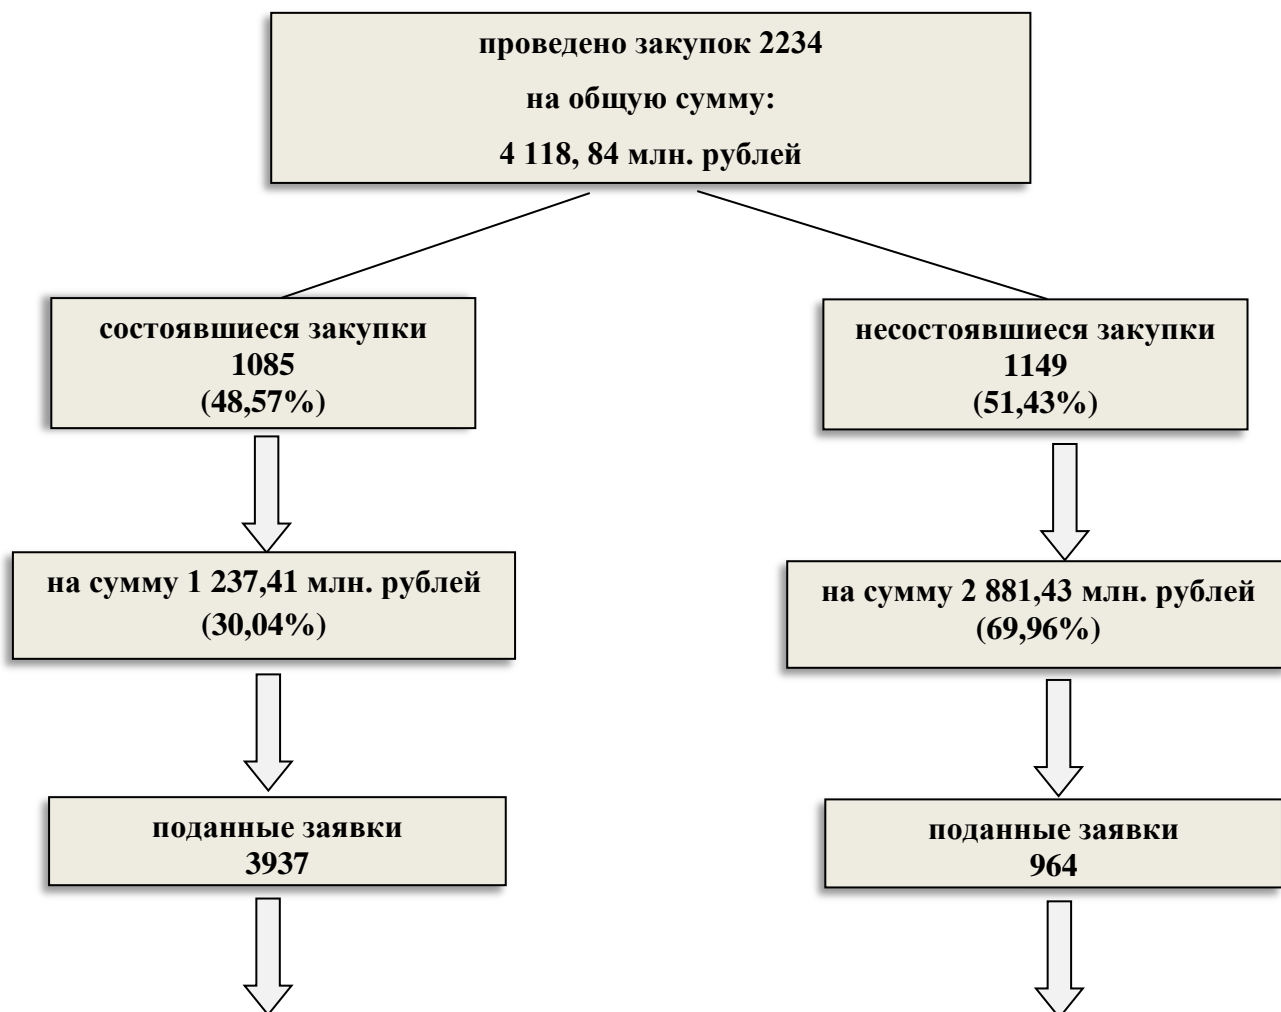 проведено закупок 2234
на общую сумму:
4 118, 84 млн. рублей
состоявшиеся закупки
1085
(48,57%)
несостоявшиеся закупки
1149
(51,43%)
на сумму 1 237,41 млн. рублей
(30,04%)
на сумму 2 881,43 млн. рублей
(69,96%)
поданные заявки
3937
поданные заявки
964